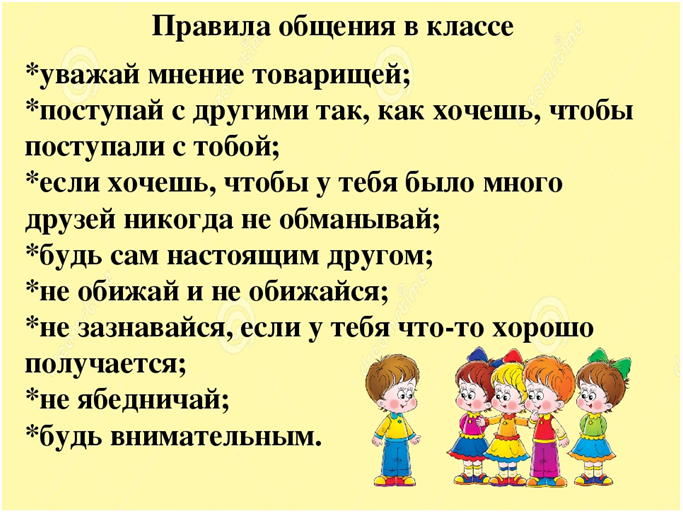 Правила общения в классе
*уважай мнение товарищей;
*поступай с другими так, как хочешь, чтобы
поступали с тобой;
*если хочешь, чтобы у тебя было много
друзей никогда не обманывай;
*будь сам настоящим другом;
*не обижай и не обижайся;
*не зазнавайся, если у тебя что-то хорошо
получается;
*не ябедничай;
*будь внимательным.